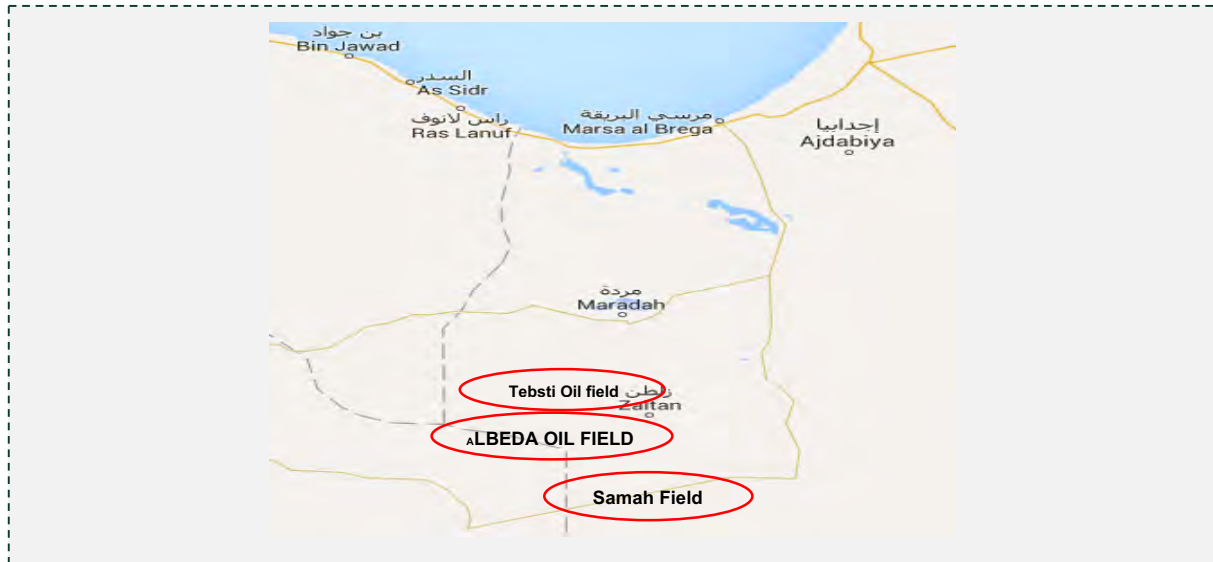 بن جواد
Bin Jawad
السدر
As Sidr
راس لانوف
Ras Lanuf
مرسي البريقة
Marsa al Brega
إجدابيا
Ajdabiya
مردة
Maradah
Tebsti Oil field
زلطن
Zaltan
ALBEDA OIL FIELD
Samah Field